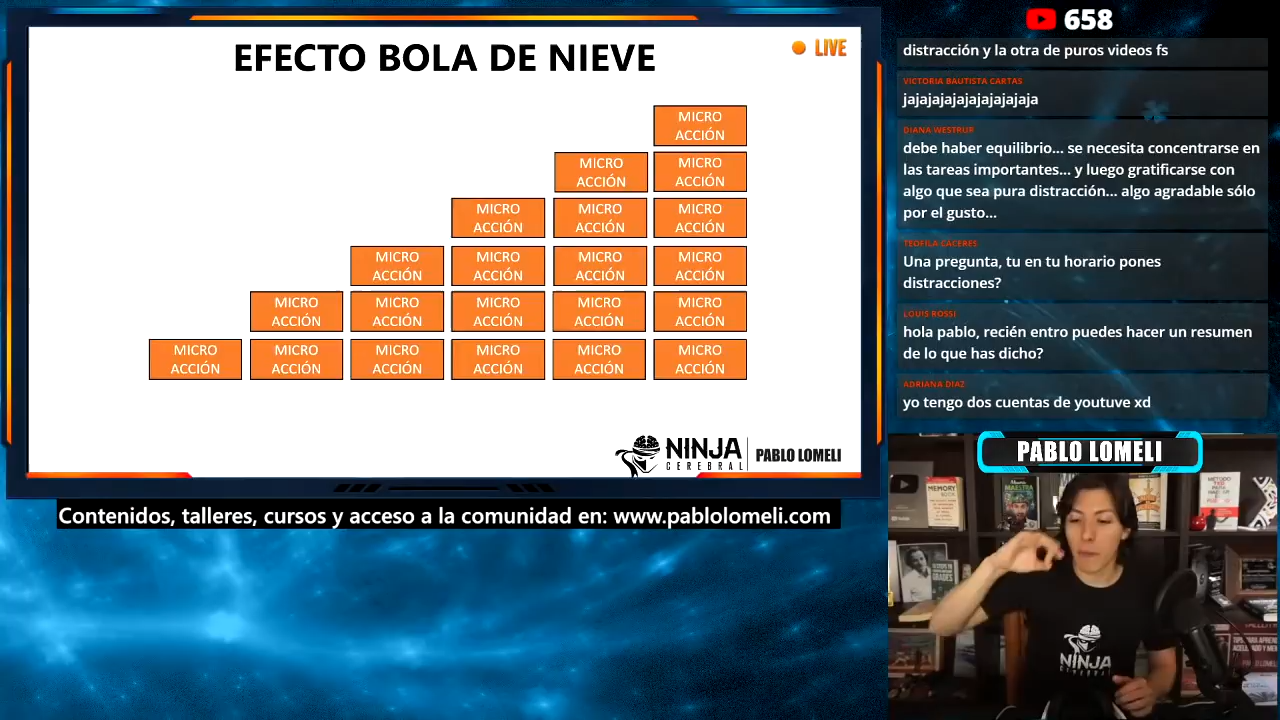 EFECTO BOLA DE NIEVE
LIVE
MICRO
ACCIÓN
MICRO
ACCIÓN
MICRO
ACCIÓN
MICRO
ACCIÓN
MICRO
ACCIÓN
MICRO
ACCIÓN
MICRO
ACCIÓN
MICRO
ACCIÓN
MICRO
ACCIÓN
MICRO
ACCIÓN
MICRO
ACCIÓN
MICRO
ACCIÓN
MICRO
ACCIÓN
MICRO
ACCIÓN
MICRO
ACCIÓN
MICRO
ACCIÓN
MICRO
ACCIÓN
MICRO
ACCIÓN
MICRO
ACCIÓN
MICRO
ACCIÓN
MICRO
ACCIÓN
NINJA
CEREBRAL
PABLO LOMELI
Contenidos, talleres, cursos y acceso a la comunidad en: www.pablolomeli.com
658
distracción y la otra de puros videos fs
VICTORIA BAUTISTA CARTAS
jajajajajajajajajajaja
DIANA WESTRUP
debe haber equilibrio... se necesita concentrarse en
las tareas importantes... y luego gratificarse con
algo que sea pura distracción... algo agradable sólo
por el gusto...
TEOFILA CACERES
Una pregunta, tu en tu horario pones
distracciones?
LOUIS ROSSI
hola pablo, recién entro puedes hacer un resumen
de lo que has dicho?
ADRIANA DIAZ
yo tengo dos cuentas de youtuve xd
PABLO LOMELI
MEMORY
MAESTRA
GRADES
NINJA